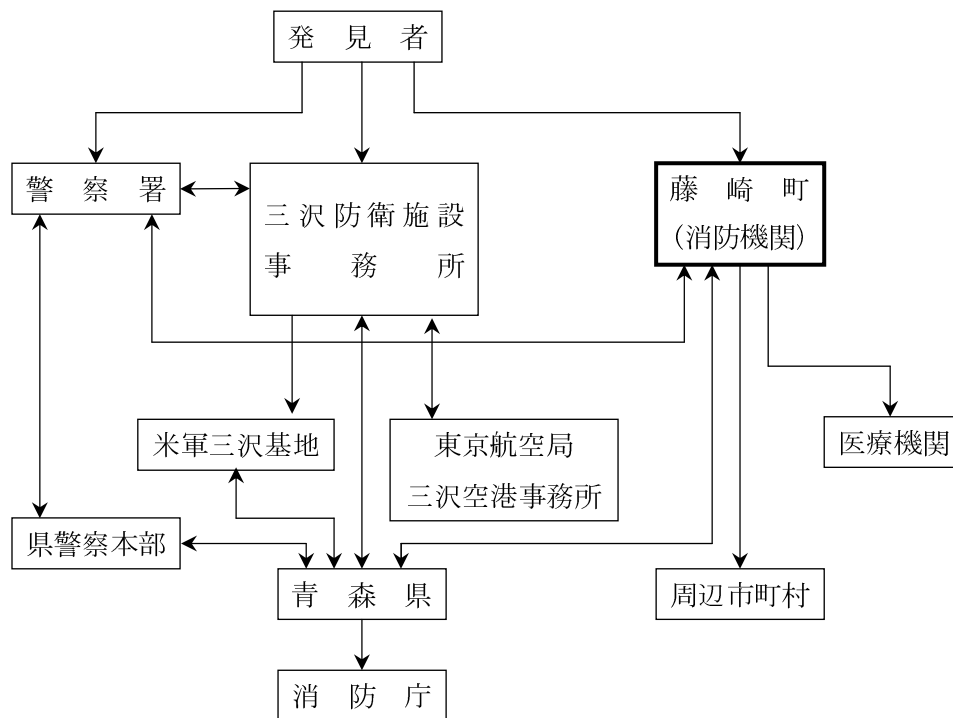 発見者
警察署
三沢防衛施設
事務所
藤崎町
(消防機関)
米軍三沢基地
東京航空局
三沢空港事務所
医療機関
県警察本部
青森県
周辺市町村
消防庁